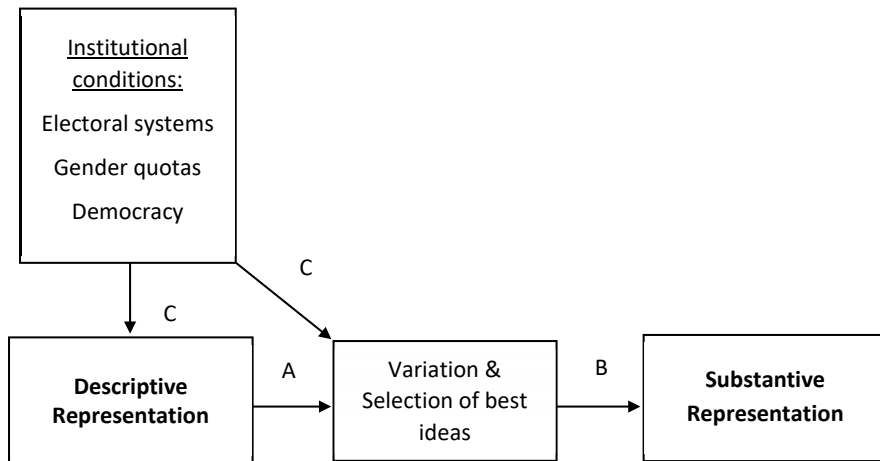 Institutional
conditions:
Electoral systems
Gender quotas
Democracy
C
C
Descriptive
Representation
A
Variation &
Selection of best
ideas
B
Substantive
Representation